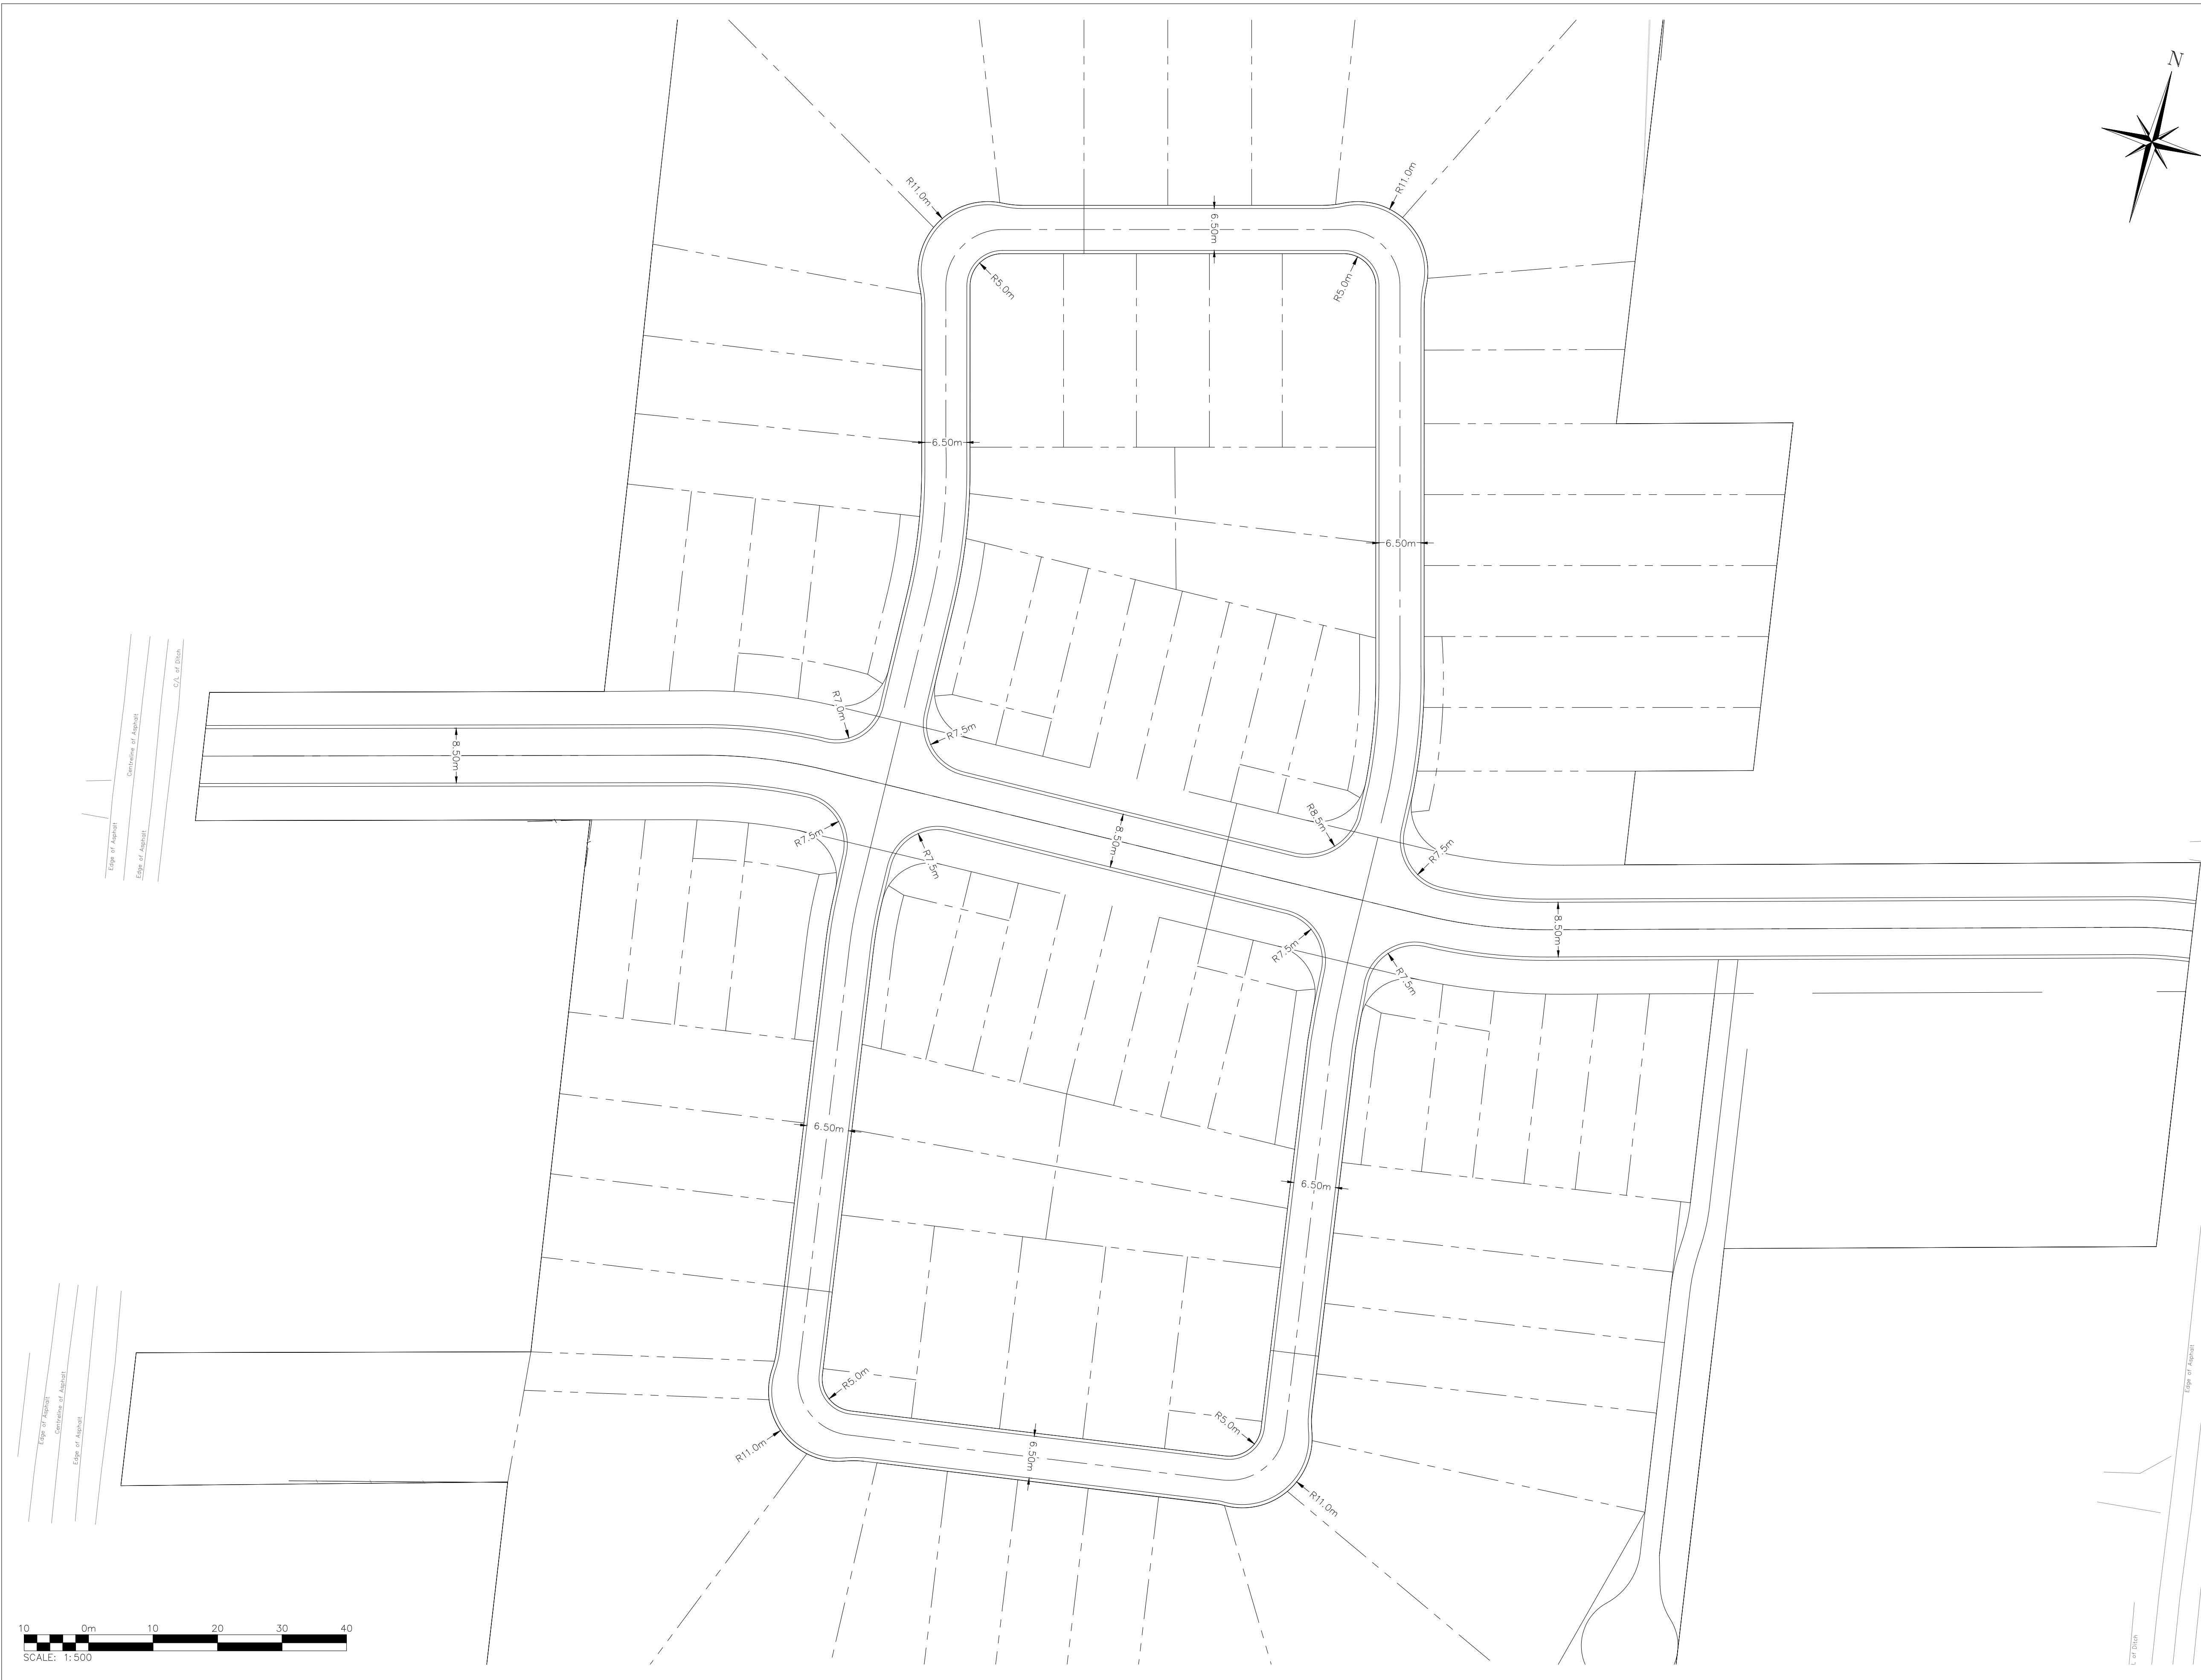 N
R11.0m
R11.0m
6.50m
R5.0m
R5.0m
6.50m
6.50m
C/L of Ditch
Centreline of Asphalt
Edge of Asphalt
Edge of Asphalt
R7.0m
R7.5m
8.50m
R7.5m
8.50m
R8.5m
R7.5m
R7.5m
8.50m
R7.5m
R7.5m
6.50m
6.50m
Edge of Asphalt
Centreline of Asphalt
Edge of Asphalt
Edge of Asphalt
R5.0m
R5.0m
R11.0m
6.50m
R11.0m
10 0m 10 20 30 40
SCALE: 1:500
of Ditch